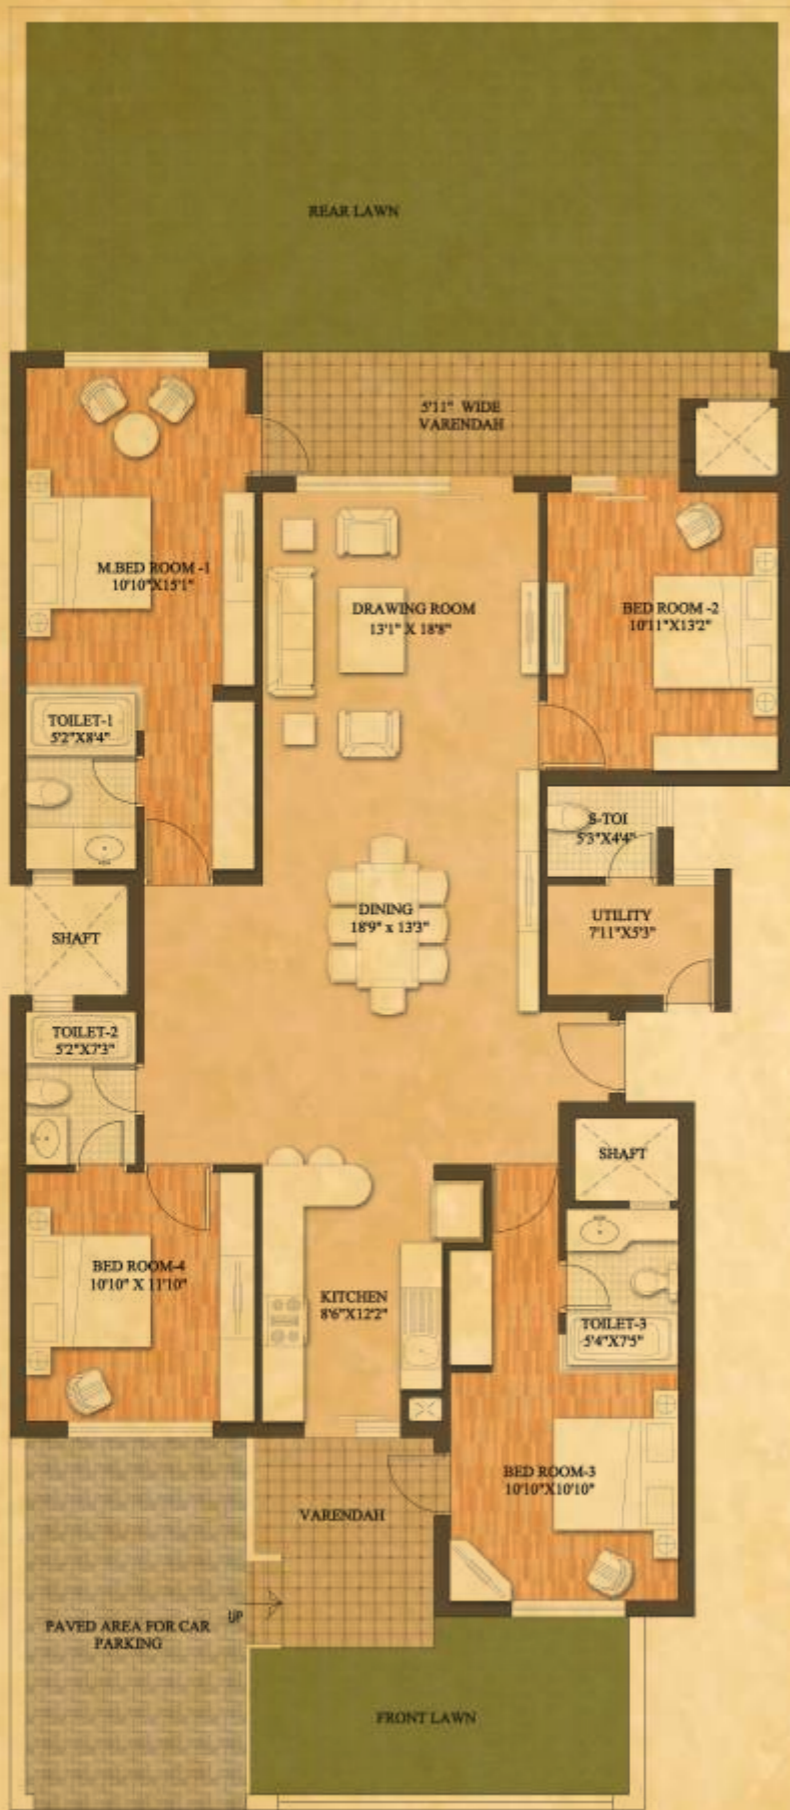 REAR LAWN
5'11" WIDE
VARENDAH
M.BED ROOM -1
10'10"X15'1"
DRAWING ROOM
13'1" X 18'8"
BED ROOM -2
10'11"X13'2"
TOILET-1
5'2"X8'4"
S-TOI
5'3"X4'4"
DINING
18'9" x 13'3"
UTILITY
7'11"X5'3"
SHAFT
TOILET-2
5'2"X7'3"
SHAFT
BED ROOM-4
10'10" X 11'10"
KITCHEN
8'6"X12'2"
TOILET-3
5'4"X7'5"
BED ROOM-3
10'10"X10'10"
VARENDAH
UP
PAVED AREA FOR CAR
PARKING
FRONT LAWN